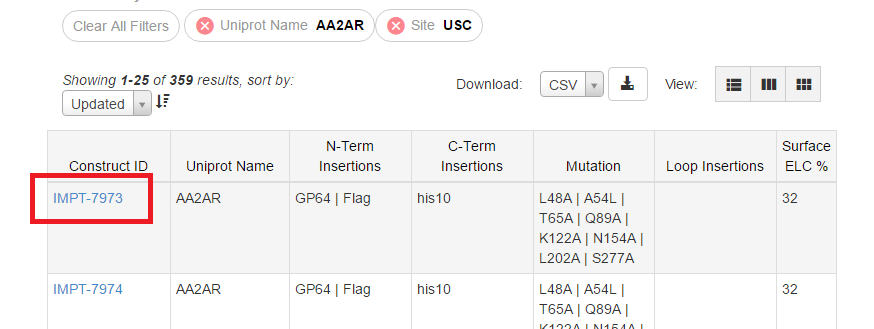 Clear All Filters Uniprot Name AA2AR Site USC
Showing 1-25 of 359 results, sort by:
Updated
Download: CSV View:
Construct ID Uniprot Name N-Term Insertions C-Term Insertions Mutation Loop Insertions Surface ELC %
IMPT-7973 AA2AR GP64 | Flag his10 L48A | A54L | 32
T65A | Q89A |
K122A | N154A |
L202A | S277A
IMPT-7974 AA2AR GP64 | Flag his10 L48A | A54L | 32
T65A | Q89A |
K122A | N154A |